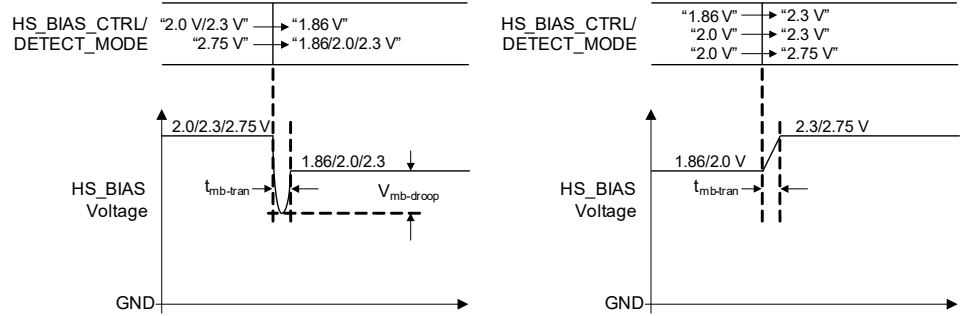 HS_BIAS_CTRL/
DETECT_MODE
“2.0 V/2.3 V” “1.86 V”
“2.75 V” “1.86/2.0/2.3 V”
2.0/2.3/2.75 V
1.86/2.0/2.3
HS_BIAS
Voltage
tmb-tran
Vmb-droop
GND
HS_BIAS_CTRL/
DETECT_MODE
“1.86 V” “2.3 V”
“2.0 V” “2.3 V”
“2.0 V” “2.75 V”
2.3/2.75 V
1.86/2.0 V
HS_BIAS
Voltage
tmb-tran
GND